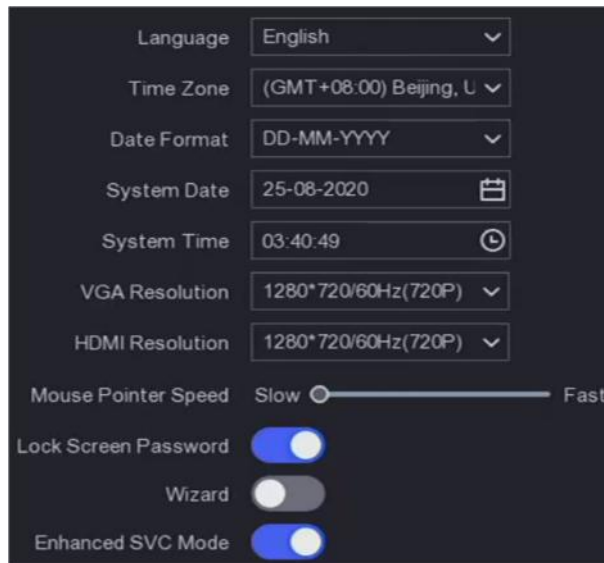 Language English
Time Zone (GMT+08:00) Beijing, U
Date Format DD-MM-YYYY
System Date 25-08-2020
System Time 03:40:49
VGA Resolution 1280*720/60Hz(720P)
HDMI Resolution 1280*720/60Hz(720P)
Mouse Pointer Speed Slow Fast
Lock Screen Password
Wizard
Enhanced SVC Mode